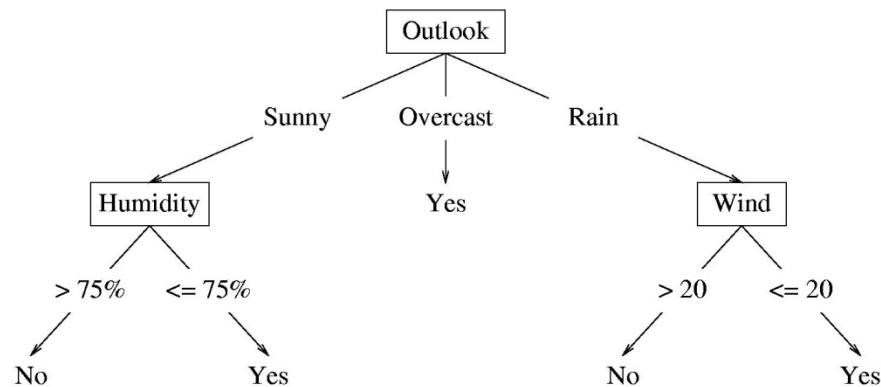 Outlook
Sunny Overcast Rain
Humidity Yes Wind
> 75% <= 75% > 20 <= 20
No Yes No Yes